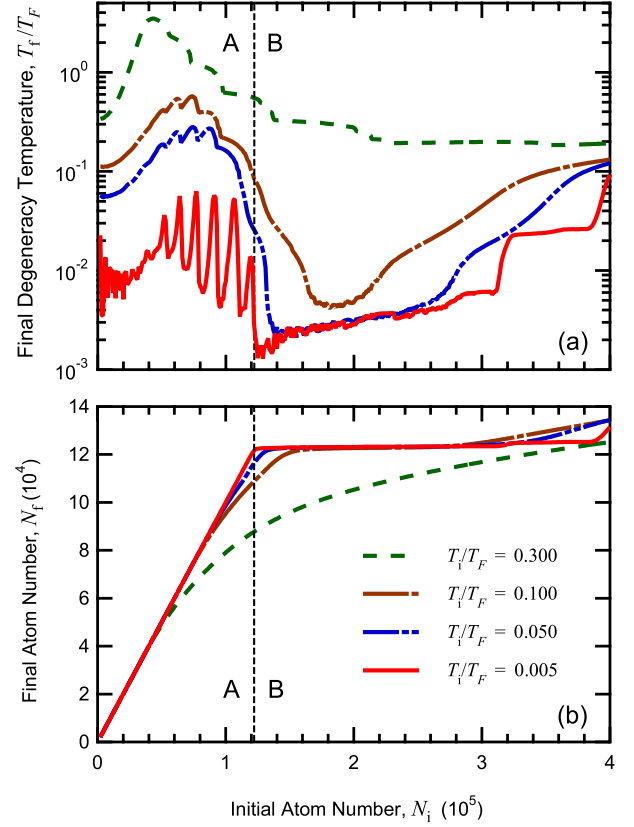 Final Degeneracy Temperature, T_f/T_F
10^0
10^-1
10^-2
10^-3
A
B
(a)
Final Atom Number, N_f (10^4)
14
12
10
8
6
4
2
0
T_i/T_F = 0.300
T_i/T_F = 0.100
T_i/T_F = 0.050
T_i/T_F = 0.005
A
B
(b)
0
1
2
3
4
Initial Atom Number, N_i (10^5)